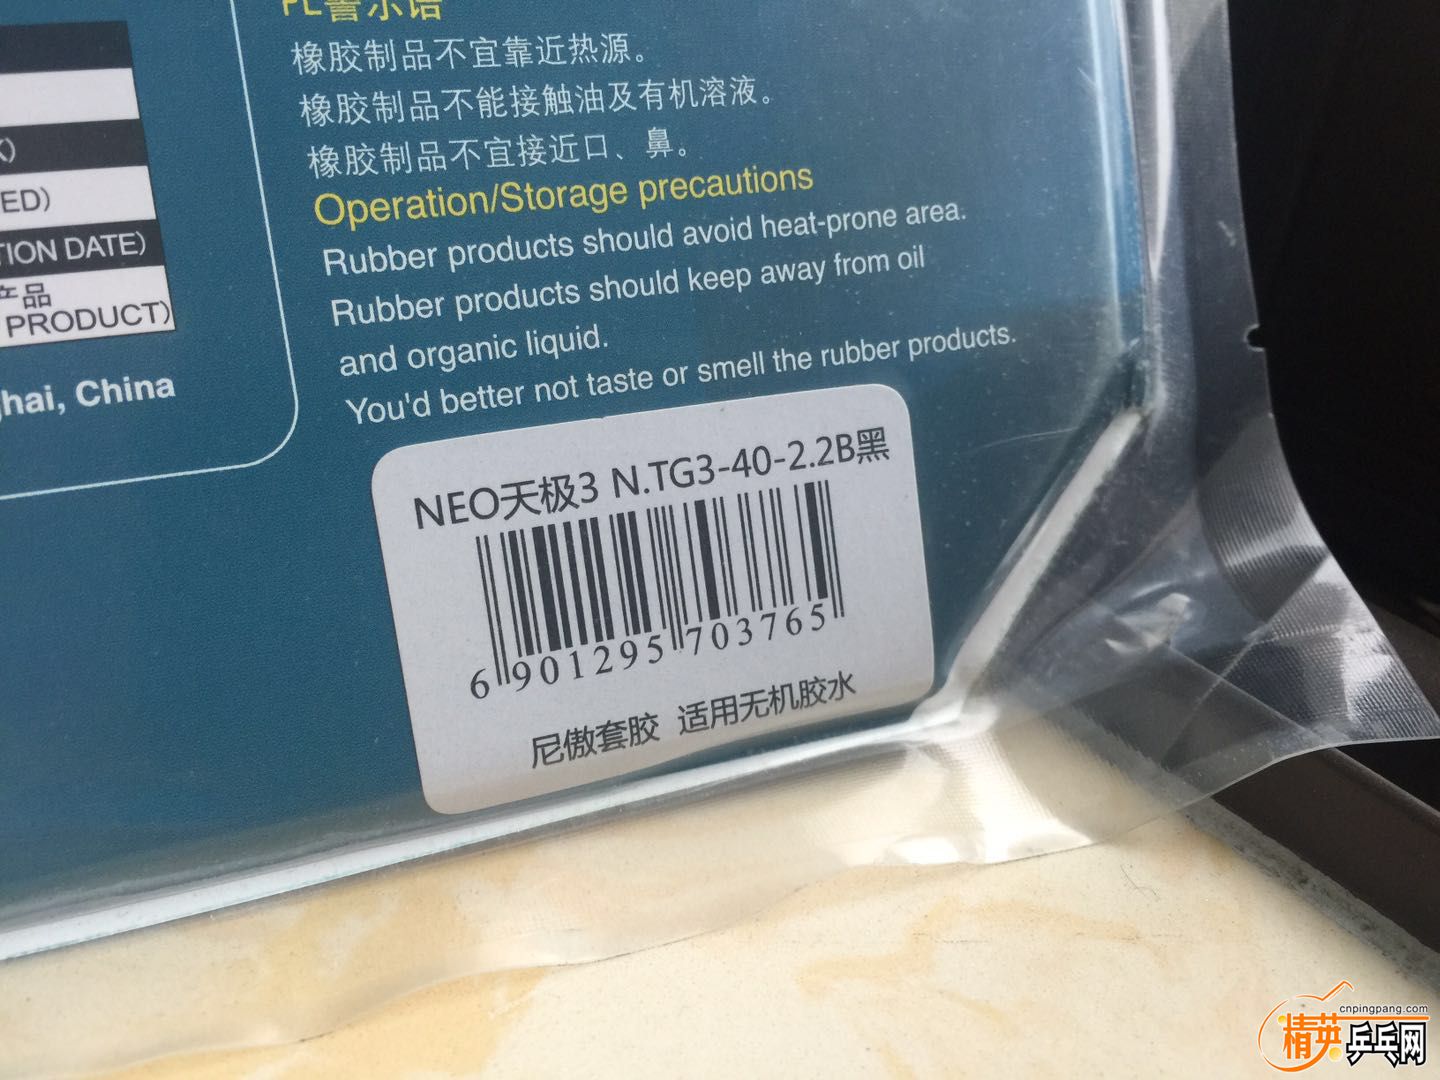 PL警示语
橡胶制品不宜靠近热源。
橡胶制品不能接触油及有机溶液。
橡胶制品不宜接近口、鼻。
Operation/Storage precautions
Rubber products should avoid heat-prone area.
Rubber products should keep away from oil
and organic liquid.
You'd better not taste or smell the rubber products.
K)
ED)
TION DATE)
产品
PRODUCT)
hai, China
NEO天极3 N.TG3-40-2.2B黑
6 901295 703765
尼傲套胶 适用无机胶水
cnpingpang.com
精英乒乓网